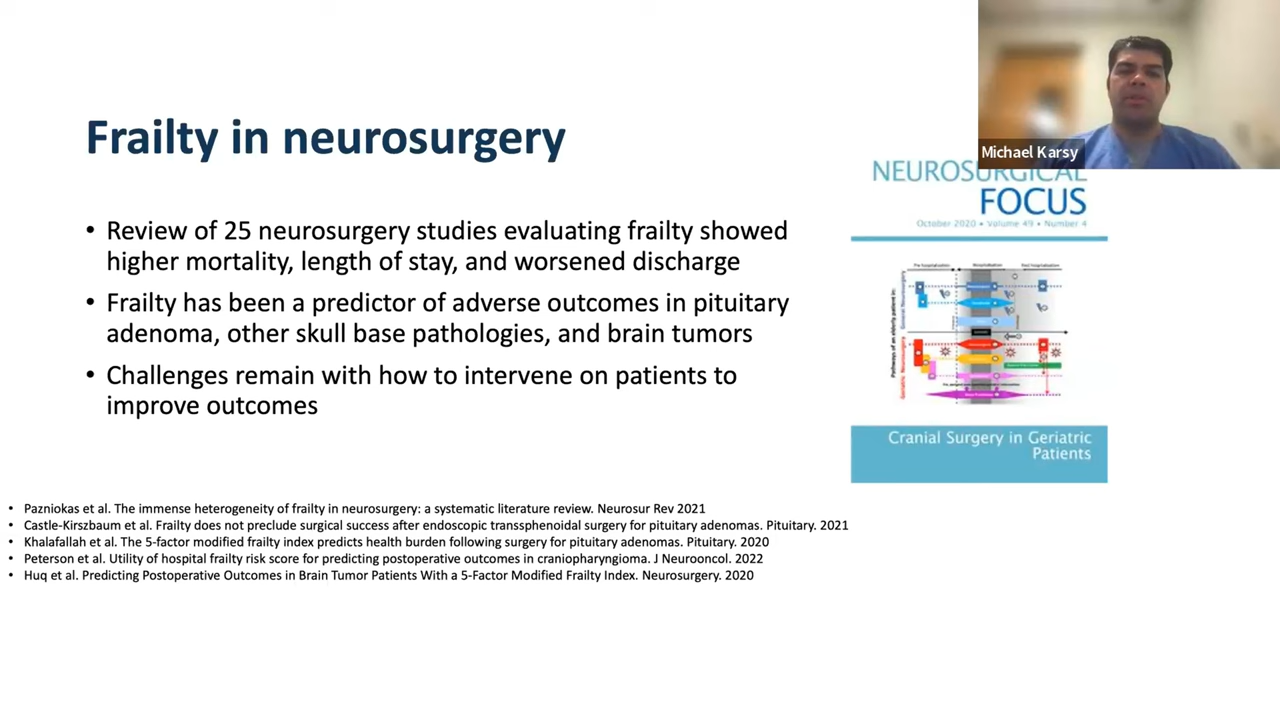 Michael Karsy
Frailty in neurosurgery
• Review of 25 neurosurgery studies evaluating frailty showed
higher mortality, length of stay, and worsened discharge
• Frailty has been a predictor of adverse outcomes in pituitary
adenoma, other skull base pathologies, and brain tumors
• Challenges remain with how to intervene on patients to
improve outcomes
NEUROSURGICAL
FOCUS
October 2020 • Volume 49 • Number 4
Cranial Surgery in Geriatric
Patients
• Pazniokas et al. The immense heterogeneity of frailty in neurosurgery: a systematic literature review. Neurosur Rev 2021
• Castle-Kirszbaum et al. Frailty does not preclude surgical success after endoscopic transsphenoidal surgery for pituitary adenomas. Pituitary. 2021
• Khalafallah et al. The 5-factor modified frailty index predicts health burden following surgery for pituitary adenomas. Pituitary. 2020
• Peterson et al. Utility of hospital frailty risk score for predicting postoperative outcomes in craniopharyngioma. J Neurooncol. 2022
• Huq et al. Predicting Postoperative Outcomes in Brain Tumor Patients With a 5-Factor Modified Frailty Index. Neurosurgery. 2020